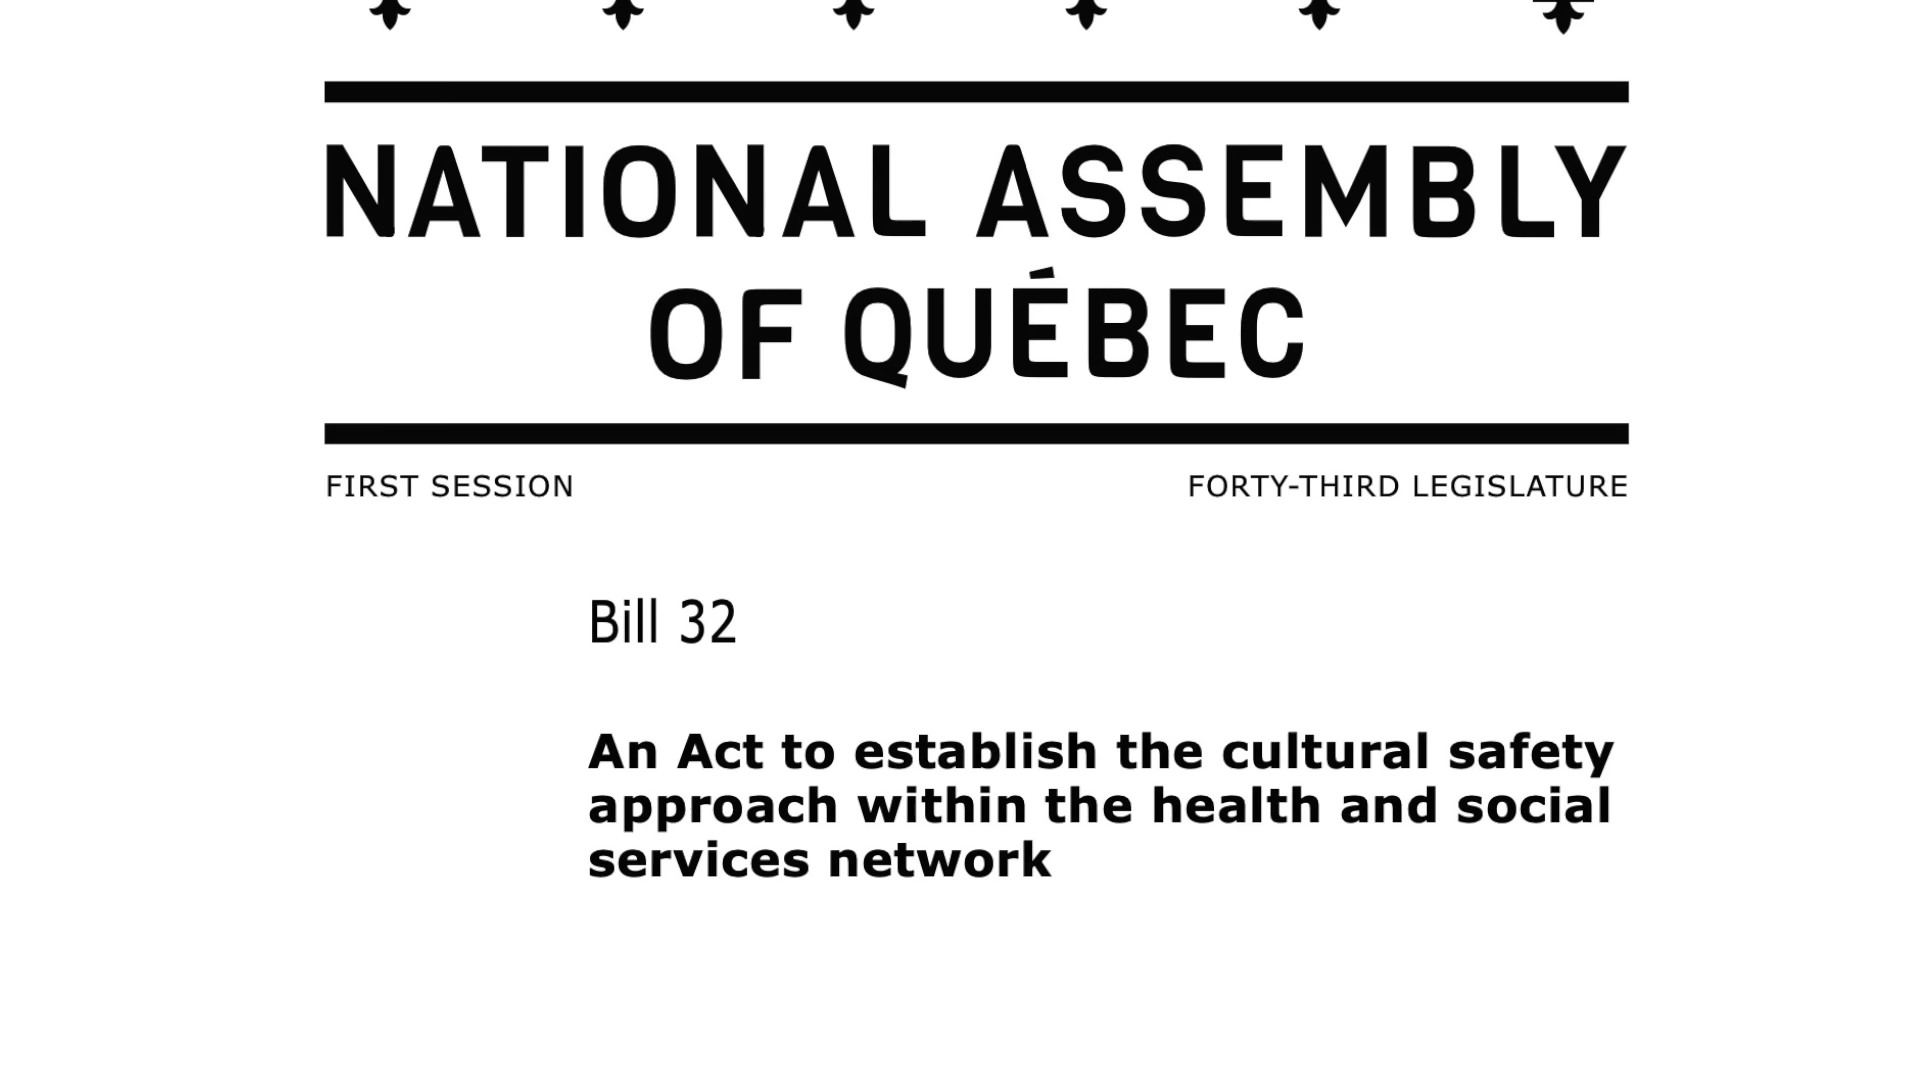 NATIONAL ASSEMBLY
OF QUÉBEC
FIRST SESSION FORTY-THIRD LEGISLATURE
Bill 32
An Act to establish the cultural safety
approach within the health and social
services network